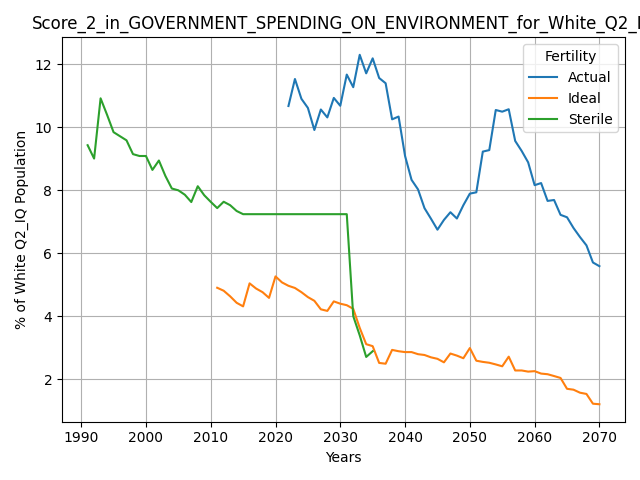 Score_2_in_GOVERNMENT_SPENDING_ON_ENVIRONMENT_for_White_Q2_I
Fertility
Actual
Ideal
Sterile
% of White Q2_IQ Population
12
10
8
6
4
2
1990 2000 2010 2020 2030 2040 2050 2060 2070
Years